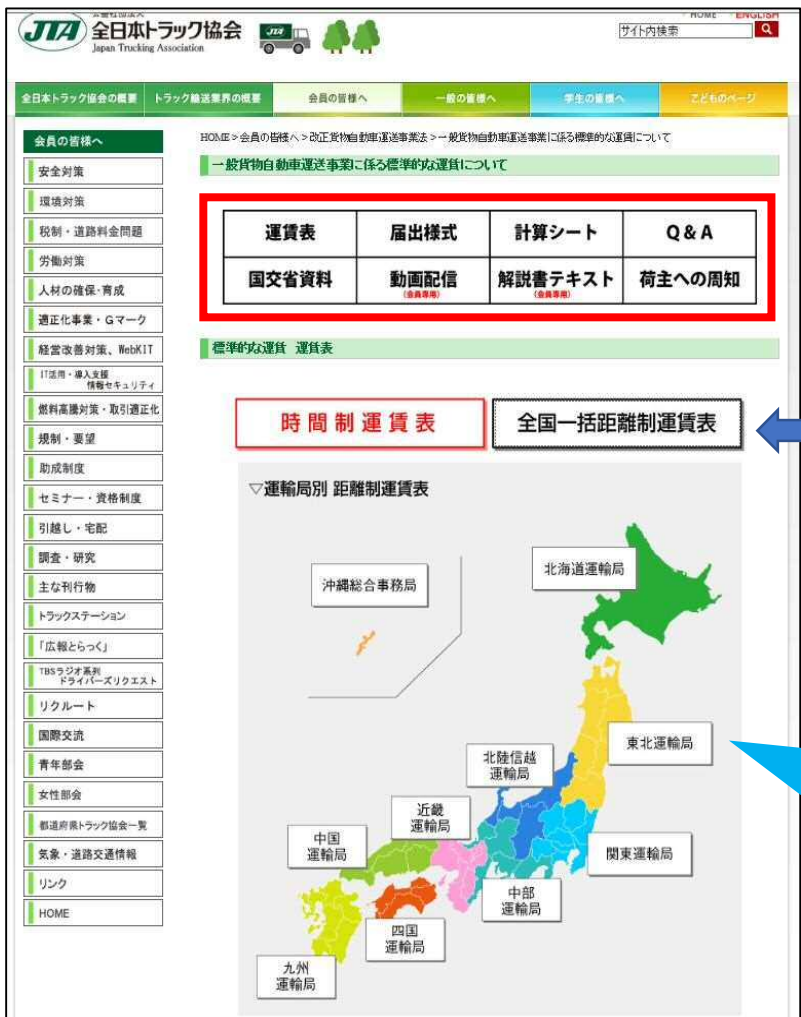 JTA 全日本トラック協会
Japan Trucking Association
JTA
HOME ENGLISH
サイト内検索
全日本トラック協会の概要 トラック輸送業界の概要 会員の皆様へ 一般の皆様へ 学生の皆様へ こどものページ
会員の皆様へ
安全対策
環境対策
税制・道路料金問題
労働対策
人材の確保・育成
適正化事業・Gマーク
経営改善対策、WebKIT
IT活用・導入支援
情報セキュリティ
燃料高騰対策・取引適正化
規制・要望
助成制度
セミナー・資格制度
引越し・宅配
調査・研究
主な刊行物
トラックステーション
「広報とらっく」
TBSラジオ系列
ドライバーズリクエスト
リクルート
国際交流
青年部会
女性部会
都道府県トラック協会一覧
気象・道路交通情報
リンク
HOME
HOME > 会員の皆様へ > 改正貨物自動車運送事業法 > 一般貨物自動車運送事業に係る標準的な運賃について
一般貨物自動車運送事業に係る標準的な運賃について
運賃表 届出様式 計算シート Q&A
国交省資料 動画配信 解説書テキスト 荷主への周知
(会員専用) (会員専用)
標準的な運賃 運賃表
時間制運賃表 全国一括距離制運賃表
▽運輸局別 距離制運賃表
北海道運輸局
沖縄総合事務局
東北運輸局
北陸信越
運輸局
近畿
運輸局
中国
運輸局
関東運輸局
中部
運輸局
四国
運輸局
九州
運輸局